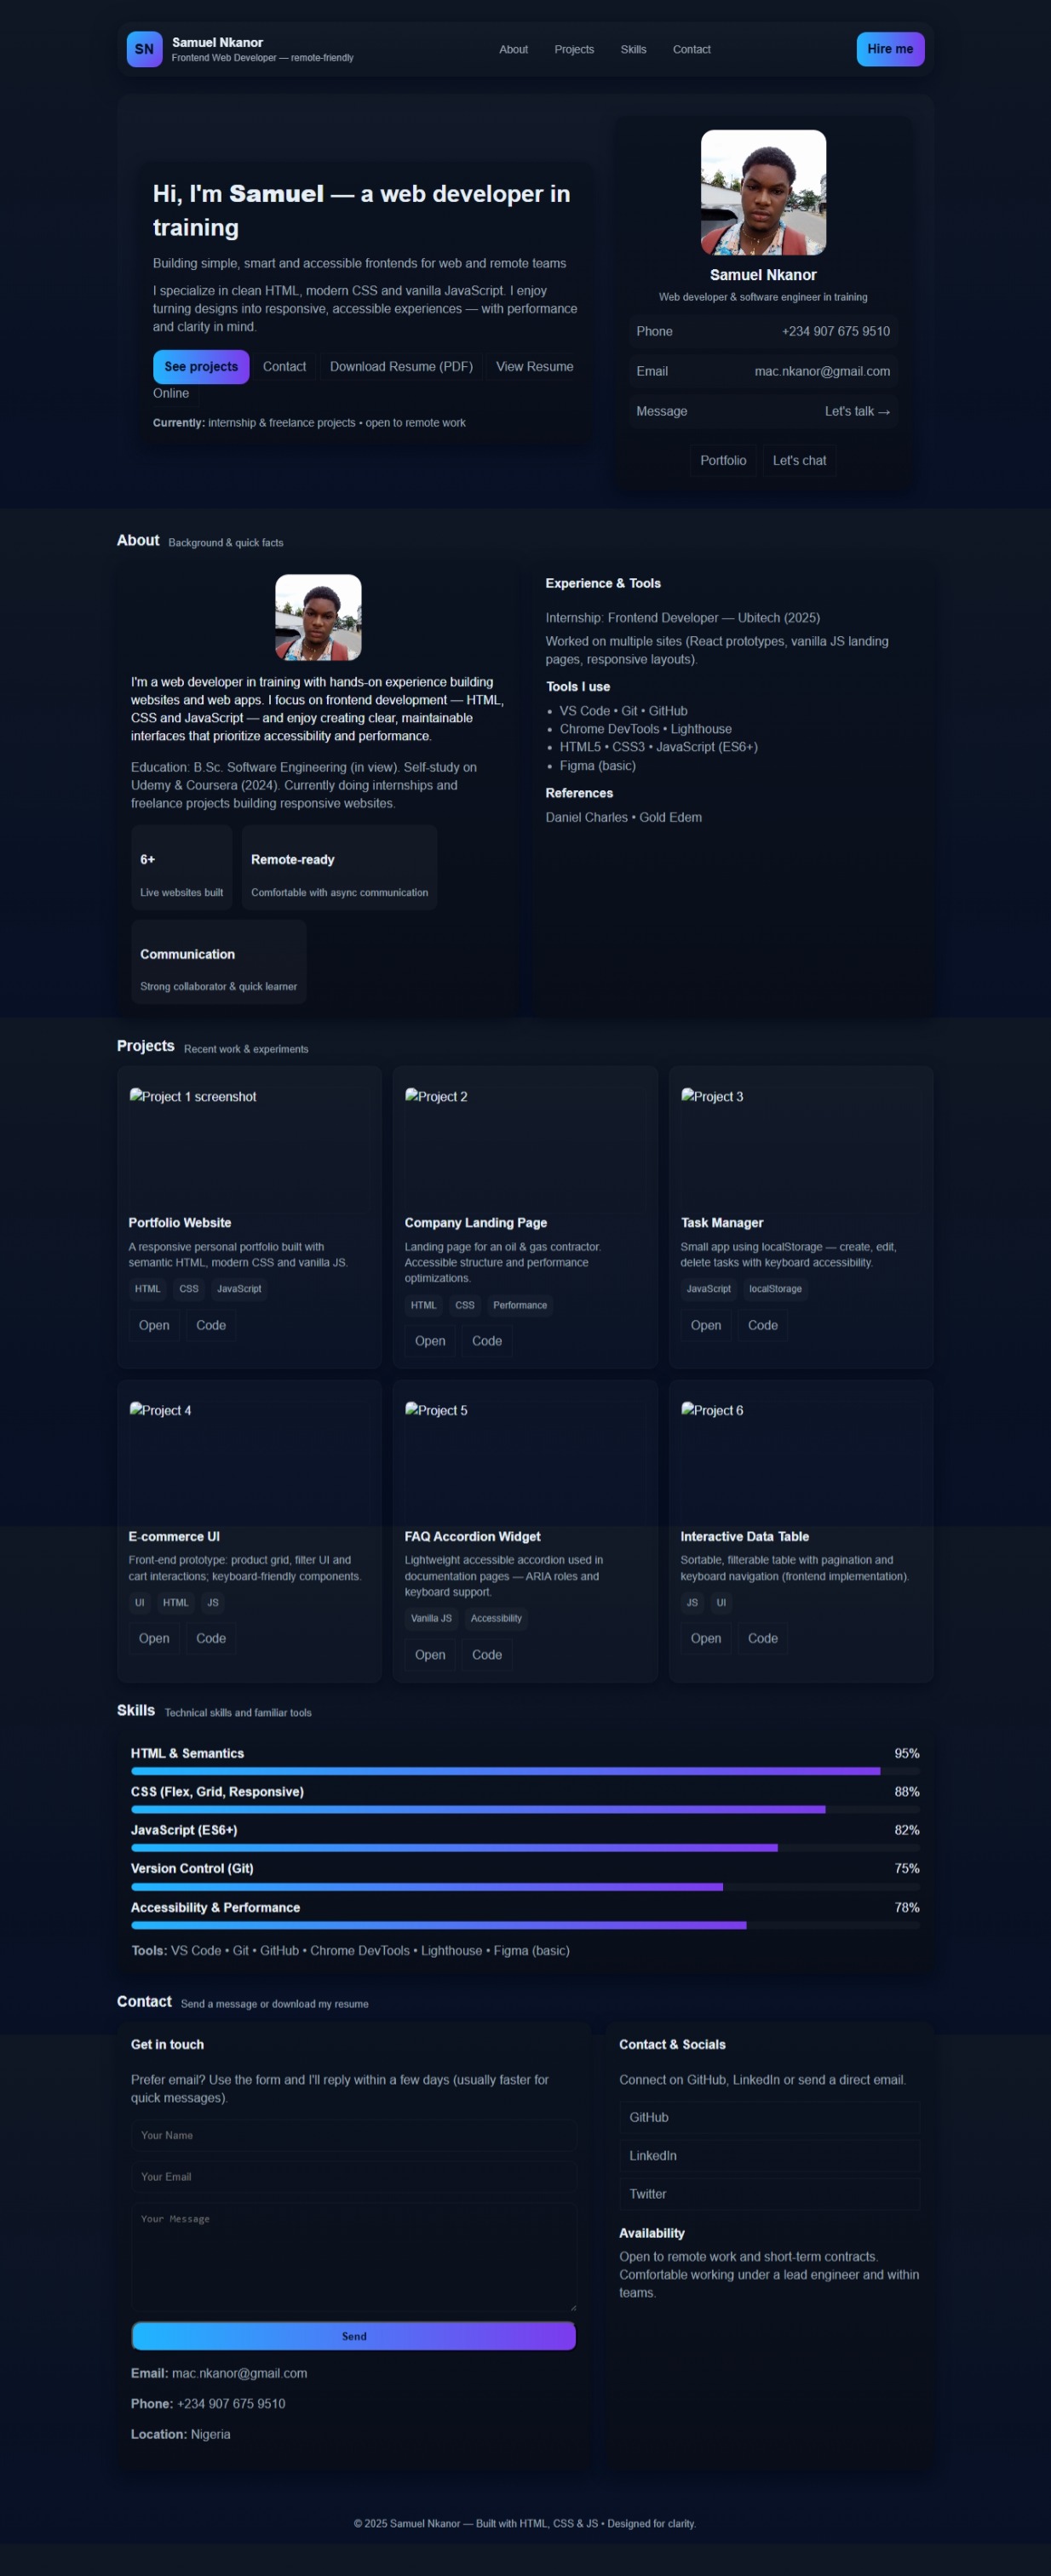 SN
Samuel Nkanor
Frontend Web Developer — remote-friendly
About
Projects
Skills
Contact
Hire me
Hi, I'm Samuel — a web developer in
training
Building simple, smart and accessible frontends for web and remote teams
I specialize in clean HTML, modern CSS and vanilla JavaScript. I enjoy
turning designs into responsive, accessible experiences — with performance
and clarity in mind.
See projects
Contact
Download Resume (PDF)
View Resume
Online
Currently: internship & freelance projects • open to remote work
Samuel Nkanor
Web developer & software engineer in training
Phone +234 907 675 9510
Email mac.nkanor@gmail.com
Message Let's talk →
Portfolio
Let's chat
About Background & quick facts
I'm a web developer in training with hands-on experience building
websites and web apps. I focus on frontend development — HTML,
CSS and JavaScript — and enjoy creating clear, maintainable
interfaces that prioritize accessibility and performance.
Education: B.Sc. Software Engineering (in view). Self-study on
Udemy & Coursera (2024). Currently doing internships and
freelance projects building responsive websites.
6+
Live websites built
Remote-ready
Comfortable with async communication
Communication
Strong collaborator & quick learner
Experience & Tools
Internship: Frontend Developer — Ubitech (2025)
Worked on multiple sites (React prototypes, vanilla JS landing
pages, responsive layouts).
Tools I use
• VS Code • Git • GitHub
• Chrome DevTools • Lighthouse
• HTML5 • CSS3 • JavaScript (ES6+)
• Figma (basic)
References
Daniel Charles • Gold Edem
Projects Recent work & experiments
Project 1 screenshot
Portfolio Website
A responsive personal portfolio built with
semantic HTML, modern CSS and vanilla JS.
HTML CSS JavaScript
Open Code
Project 2
Company Landing Page
Landing page for an oil & gas contractor.
Accessible structure and performance
optimizations.
HTML CSS Performance
Open Code
Project 3
Task Manager
Small app using localStorage — create, edit,
delete tasks with keyboard accessibility.
JavaScript localStorage
Open Code
Project 4
E-commerce UI
Front-end prototype: product grid, filter UI and
cart interactions; keyboard-friendly components.
UI HTML JS
Open Code
Project 5
FAQ Accordion Widget
Lightweight accessible accordion used in
documentation pages — ARIA roles and
keyboard support.
Vanilla JS Accessibility
Open Code
Project 6
Interactive Data Table
Sortable, filterable table with pagination and
keyboard navigation (frontend implementation).
JS UI
Open Code
Skills Technical skills and familiar tools
HTML & Semantics 95%
CSS (Flex, Grid, Responsive) 88%
JavaScript (ES6+) 82%
Version Control (Git) 75%
Accessibility & Performance 78%
Tools: VS Code • Git • GitHub • Chrome DevTools • Lighthouse • Figma (basic)
Contact Send a message or download my resume
Get in touch
Prefer email? Use the form and I'll reply within a few days (usually faster for
quick messages).
Your Name
Your Email
Your Message
Send
Email: mac.nkanor@gmail.com
Phone: +234 907 675 9510
Location: Nigeria
Contact & Socials
Connect on GitHub, LinkedIn or send a direct email.
GitHub
LinkedIn
Twitter
Availability
Open to remote work and short-term contracts.
Comfortable working under a lead engineer and within
teams.
© 2025 Samuel Nkanor — Built with HTML, CSS & JS • Designed for clarity.